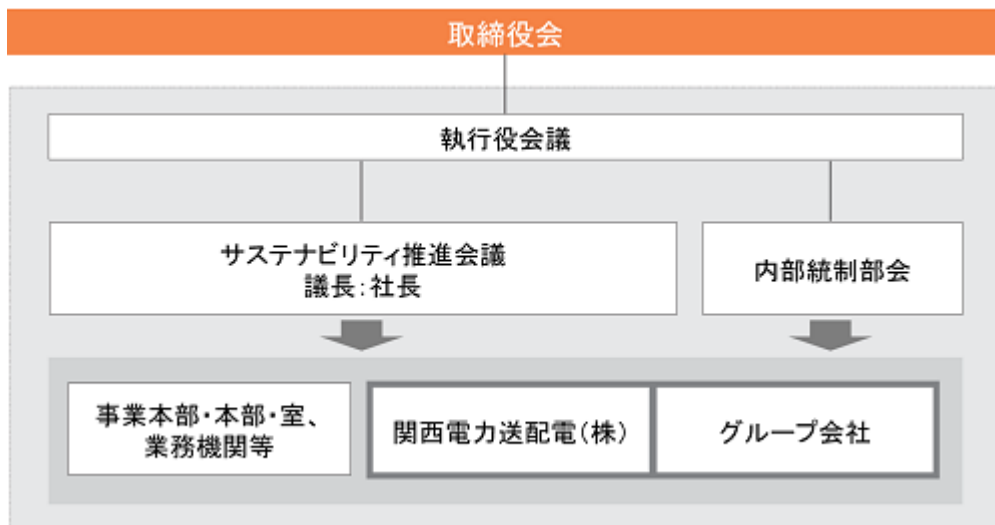 取締役会
執行役会議
サステナビリティ推進会議
議長:社長
内部統制部会
事業本部・本部・室、
業務機関等
関西電力送配電(株)
グループ会社